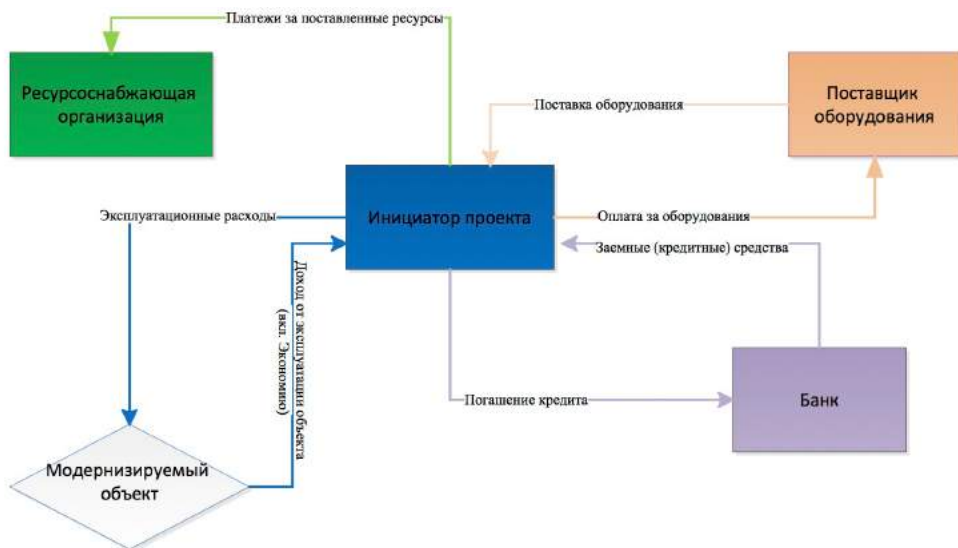 Платежи за поставленные ресурсы
Ресурсоснабжающая
организация
Поставка оборудования
Поставщик
оборудования
Эксплуатационные расходы
Инициатор проекта
Оплата за оборудования
Заемные (кредитные) средства
Доход от эксплуатации объекта
(вкл. Экономию)
Погашение кредита
Банк
Модернизируемый
объект